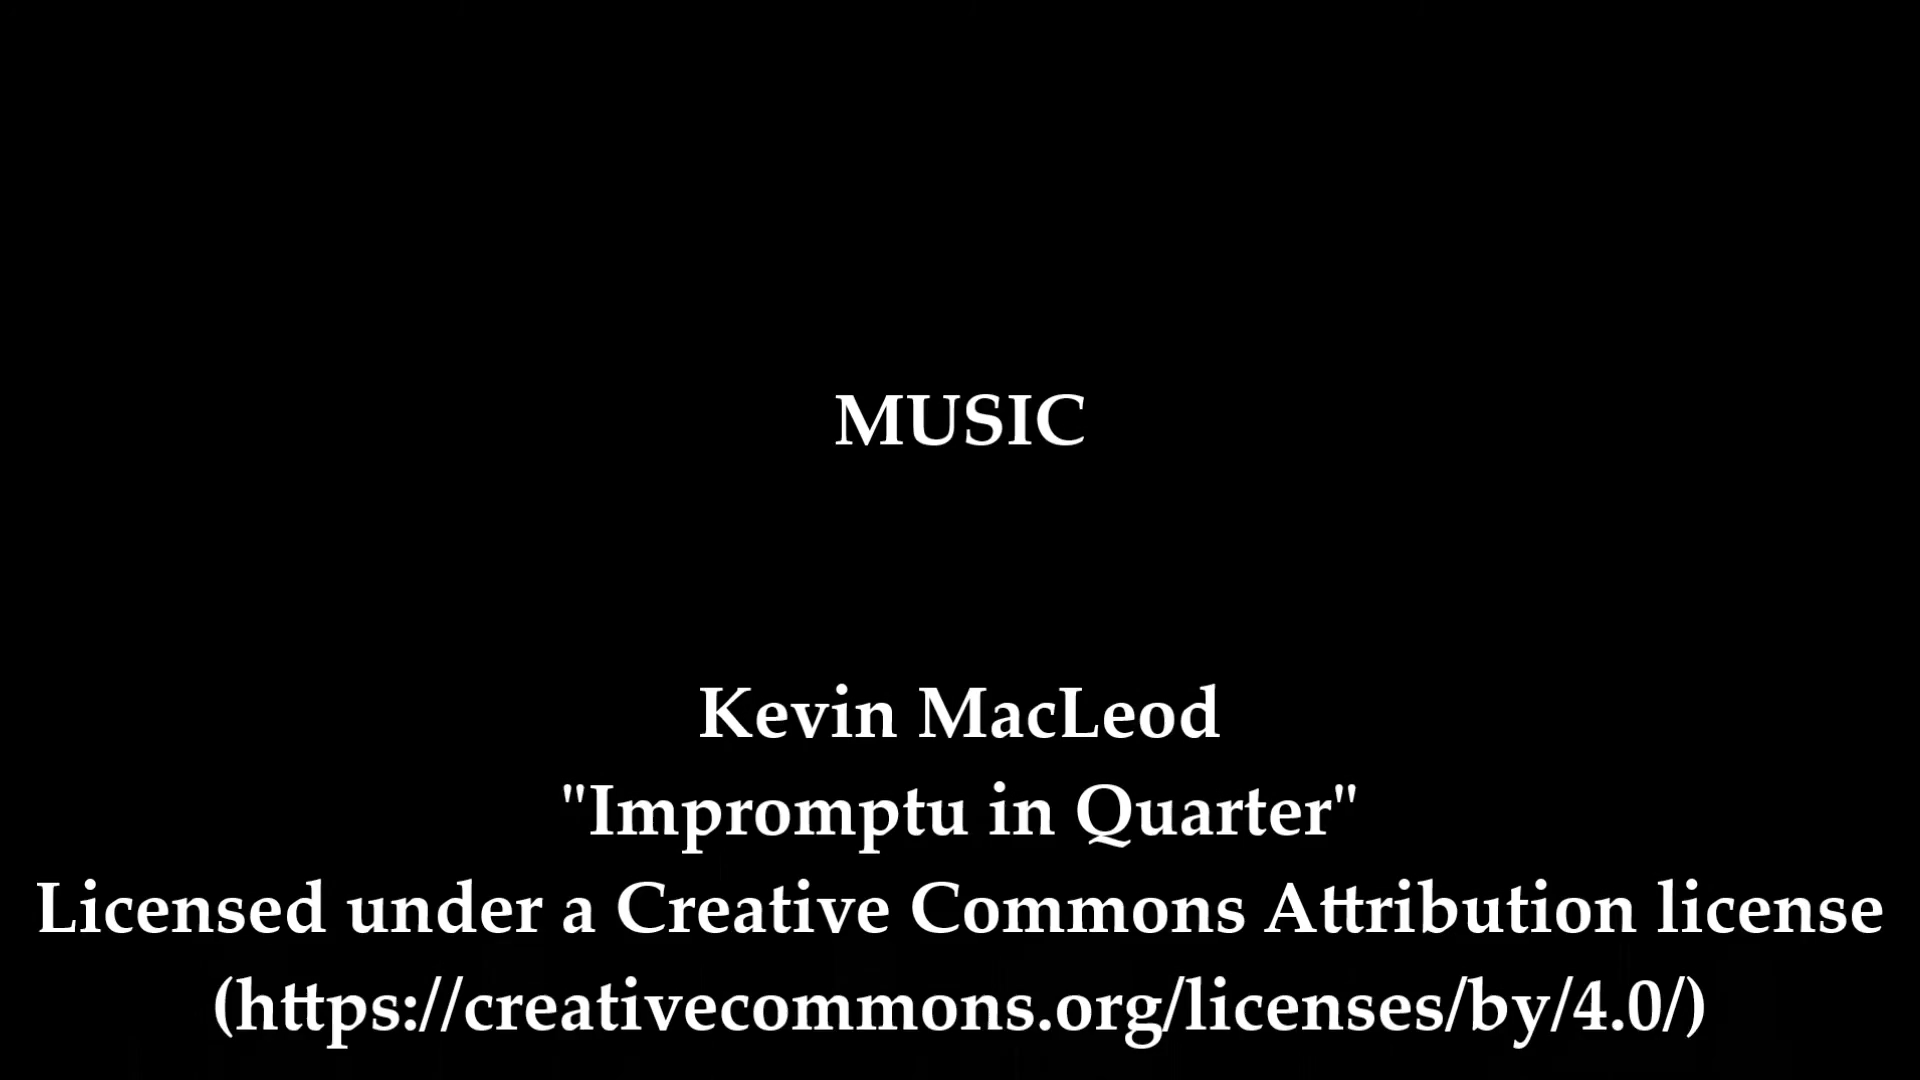 MUSIC
Kevin MacLeod
"Impromptu in Quarter"
Licensed under a Creative Commons Attribution license
(https://creativecommons.org/licenses/by/4.0/)